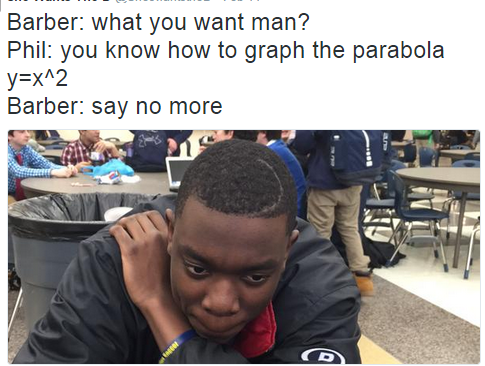 Barber: what you want man?
Phil: you know how to graph the parabola
y=x^2
Barber: say no more